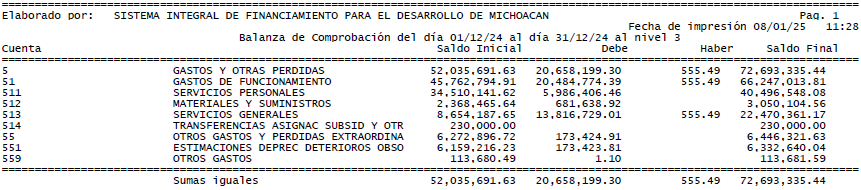 Elaborado por: SISTEMA INTEGRAL DE FINANCIAMIENTO PARA EL DESARROLLO DE MICHOACAN Pag. 1
Fecha de impresión 08/01/25 11:28
Balanza de Comprobación del día 01/12/24 al día 31/12/24 al nivel 3
Cuenta Saldo Inicial Debe Haber Saldo Final
5 GASTOS Y OTRAS PERDIDAS 52,035,691.63 20,658,199.30 555.49 72,693,335.44
51 GASTOS DE FUNCIONAMIENTO 45,762,794.91 20,484,774.39 555.49 66,247,013.81
511 SERVICIOS PERSONALES 34,510,141.62 5,986,406.46 40,496,548.08
512 MATERIALES Y SUMINISTROS 2,368,465.64 681,638.92 3,050,104.56
513 SERVICIOS GENERALES 8,654,187.65 13,816,729.01 555.49 22,470,361.17
514 TRANSFERENCIAS ASIGNAC SUBSID Y OTR 230,000.00 230,000.00
55 OTROS GASTOS Y PERDIDAS EXTRAORDINA 6,272,896.72 173,424.91 6,446,321.63
551 ESTIMACIONES DEPREC DETERIOROS OBSO 6,159,216.23 173,423.81 6,332,640.04
559 OTROS GASTOS 113,680.49 1.10 113,681.59
Sumas iguales 52,035,691.63 20,658,199.30 555.49 72,693,335.44